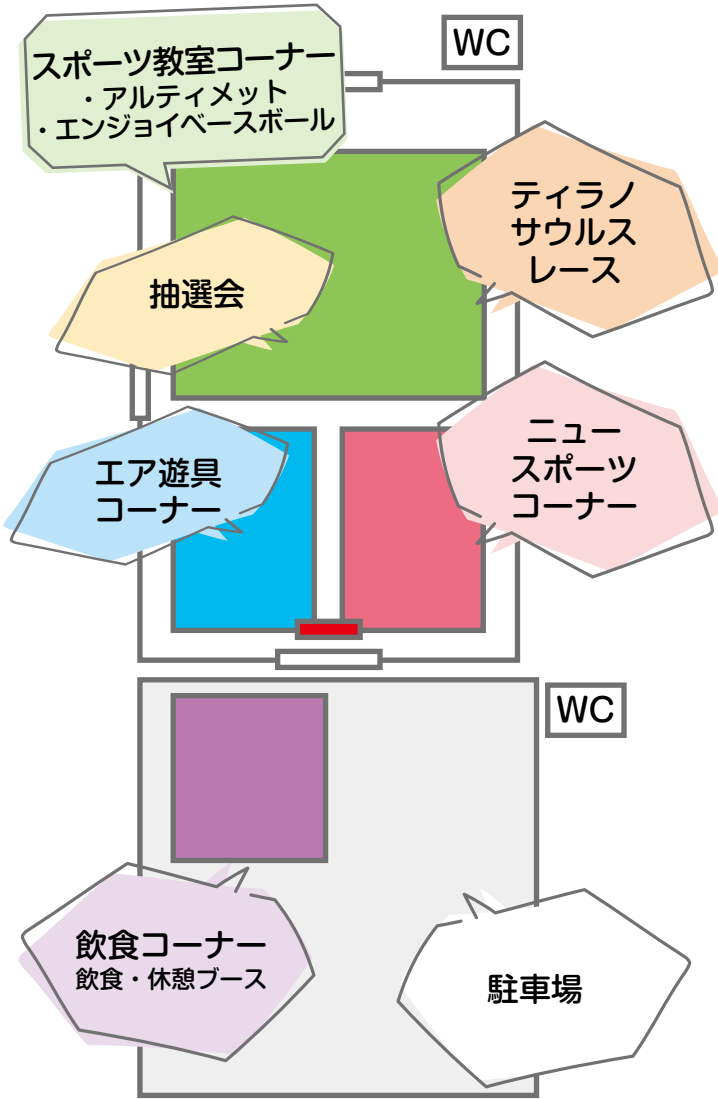 スポーツ教室コーナー
・アルティメット
・エンジョイベースボール
WC
ティラノ
サウルス
レース
抽選会
エア遊具
コーナー
ニュー
スポーツ
コーナー
WC
飲食コーナー
飲食・休憩ブース
駐車場